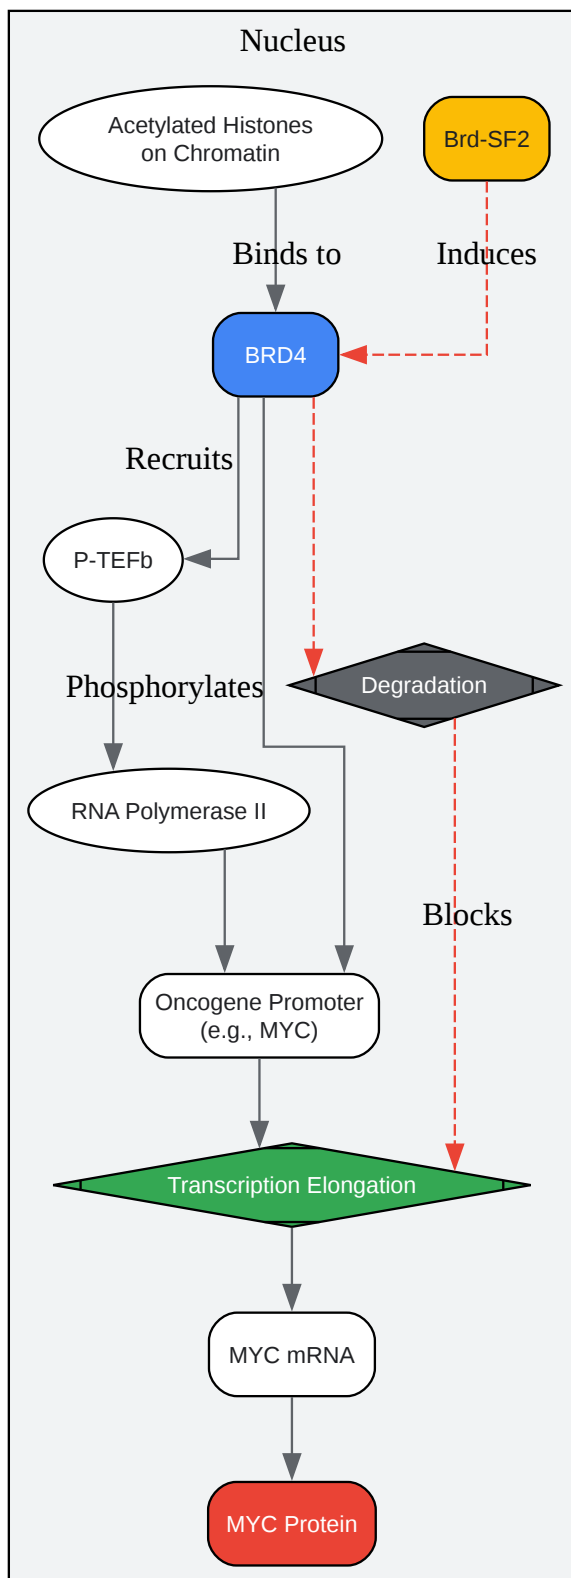 Nucleus
Acetylated Histones
on Chromatin
Brd-SF2
Binds to
Induces
BRD4
Recruits
P-TEFb
Phosphorylates
Degradation
RNA Polymerase II
Blocks
Oncogene Promoter
(e.g., MYC)
Transcription Elongation
MYC mRNA
MYC Protein